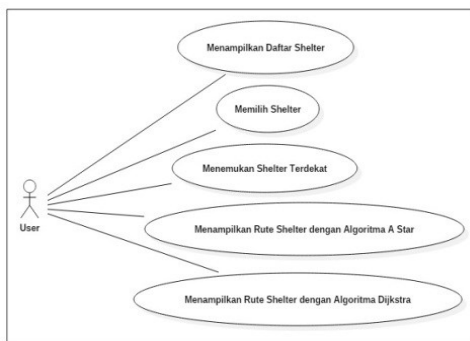 Menampilkan Daftar Shelter
Memilih Shelter
Menemukan Shelter Terdekat
User
Menampilkan Rute Shelter dengan Algoritma A Star
Menampilkan Rute Shelter dengan Algoritma Dijkstra